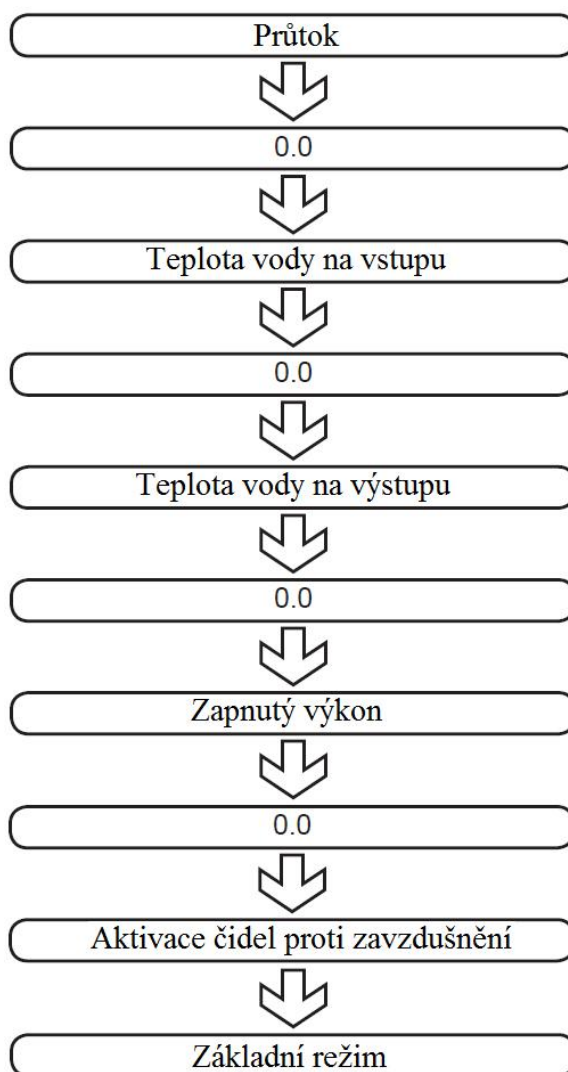 Průtok
0.0
Teplota vody na vstupu
0.0
Teplota vody na výstupu
0.0
Zapnutý výkon
0.0
Aktivace čidel proti zavzdušnění
Základní režim